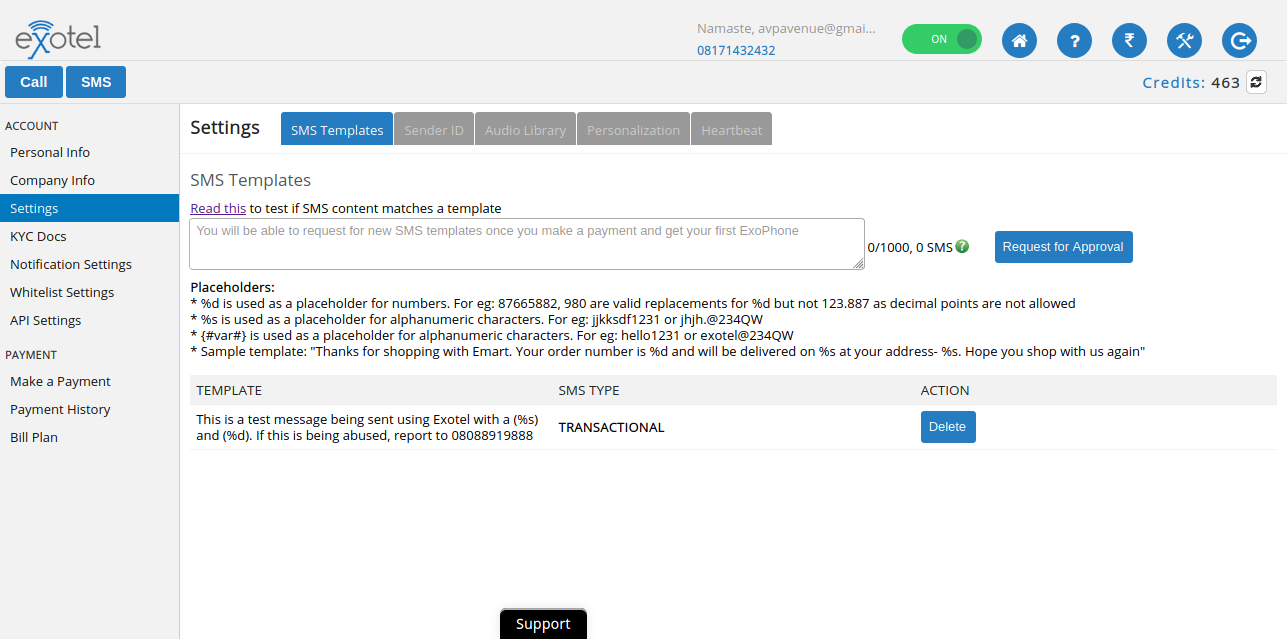 exotel
Namaste, avpavenue@gmai...
08171432432
ON
?
₹
Call
SMS
Credits: 463
ACCOUNT
Personal Info
Company Info
Settings
KYC Docs
Notification Settings
Whitelist Settings
API Settings
PAYMENT
Make a Payment
Payment History
Bill Plan
Settings
SMS Templates
Sender ID
Audio Library
Personalization
Heartbeat
SMS Templates
Read this to test if SMS content matches a template
You will be able to request for new SMS templates once you make a payment and get your first ExoPhone
0/1000, 0 SMS ?
Request for Approval
Placeholders:
* %d is used as a placeholder for numbers. For eg: 87665882, 980 are valid replacements for %d but not 123.887 as decimal points are not allowed
* %s is used as a placeholder for alphanumeric characters. For eg: jjkksdf1231 or jhjh.@234QW
* {#var#} is used as a placeholder for alphanumeric characters. For eg: hello1231 or exotel@234QW
* Sample template: "Thanks for shopping with Emart. Your order number is %d and will be delivered on %s at your address- %s. Hope you shop with us again"
TEMPLATE SMS TYPE ACTION
This is a test message being sent using Exotel with a (%s)
and (%d). If this is being abused, report to 08088919888
TRANSACTIONAL
Delete
Support